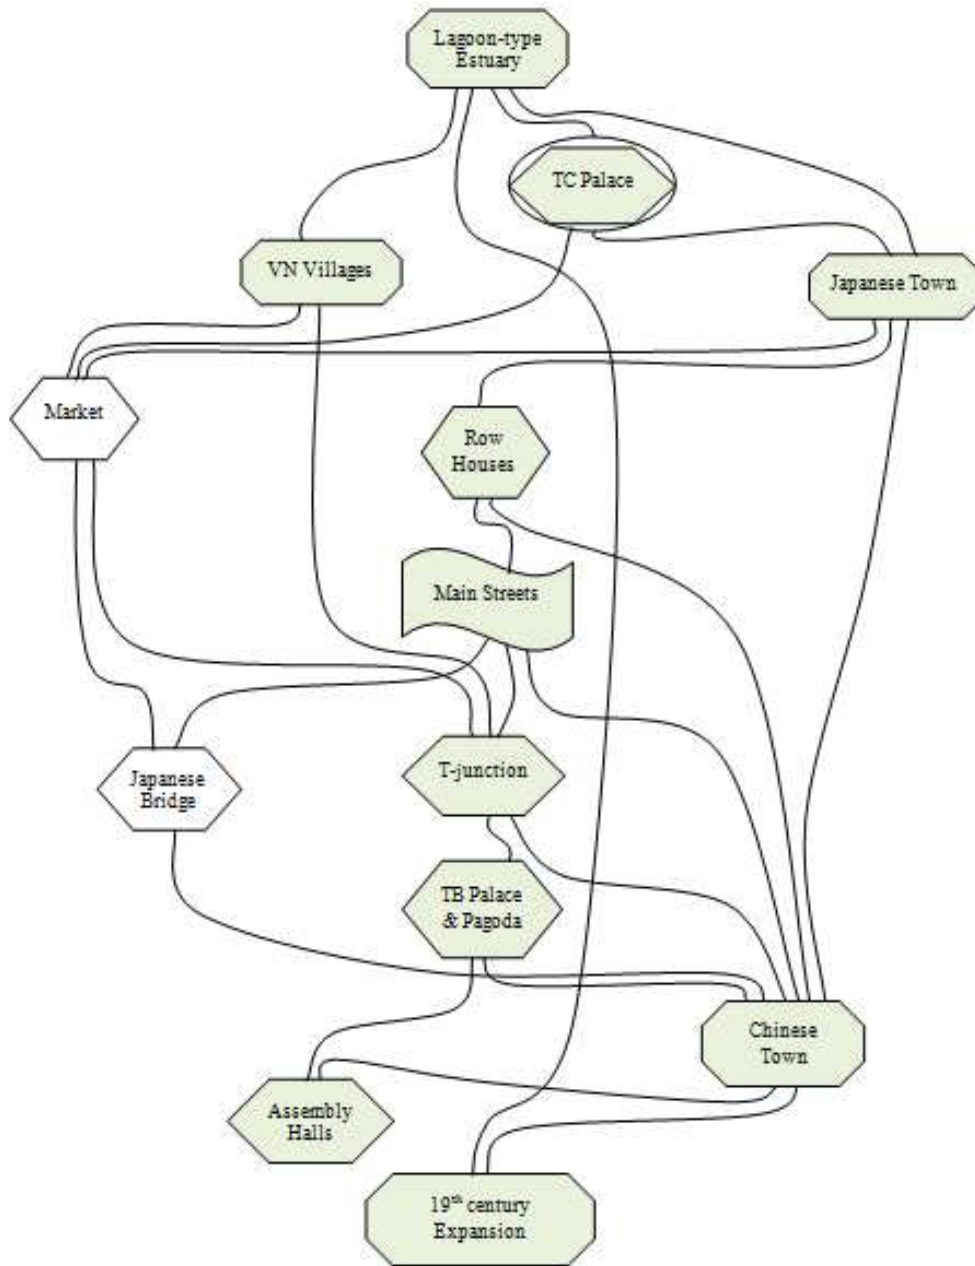 Lagoon-type
Estuary
TC Palace
VN Villages
Japanese Town
Market
Row
Houses
Main Streets
Japanese
Bridge
T-junction
TB Palace
& Pagoda
Chinese
Town
Assembly
Halls
19th century
Expansion